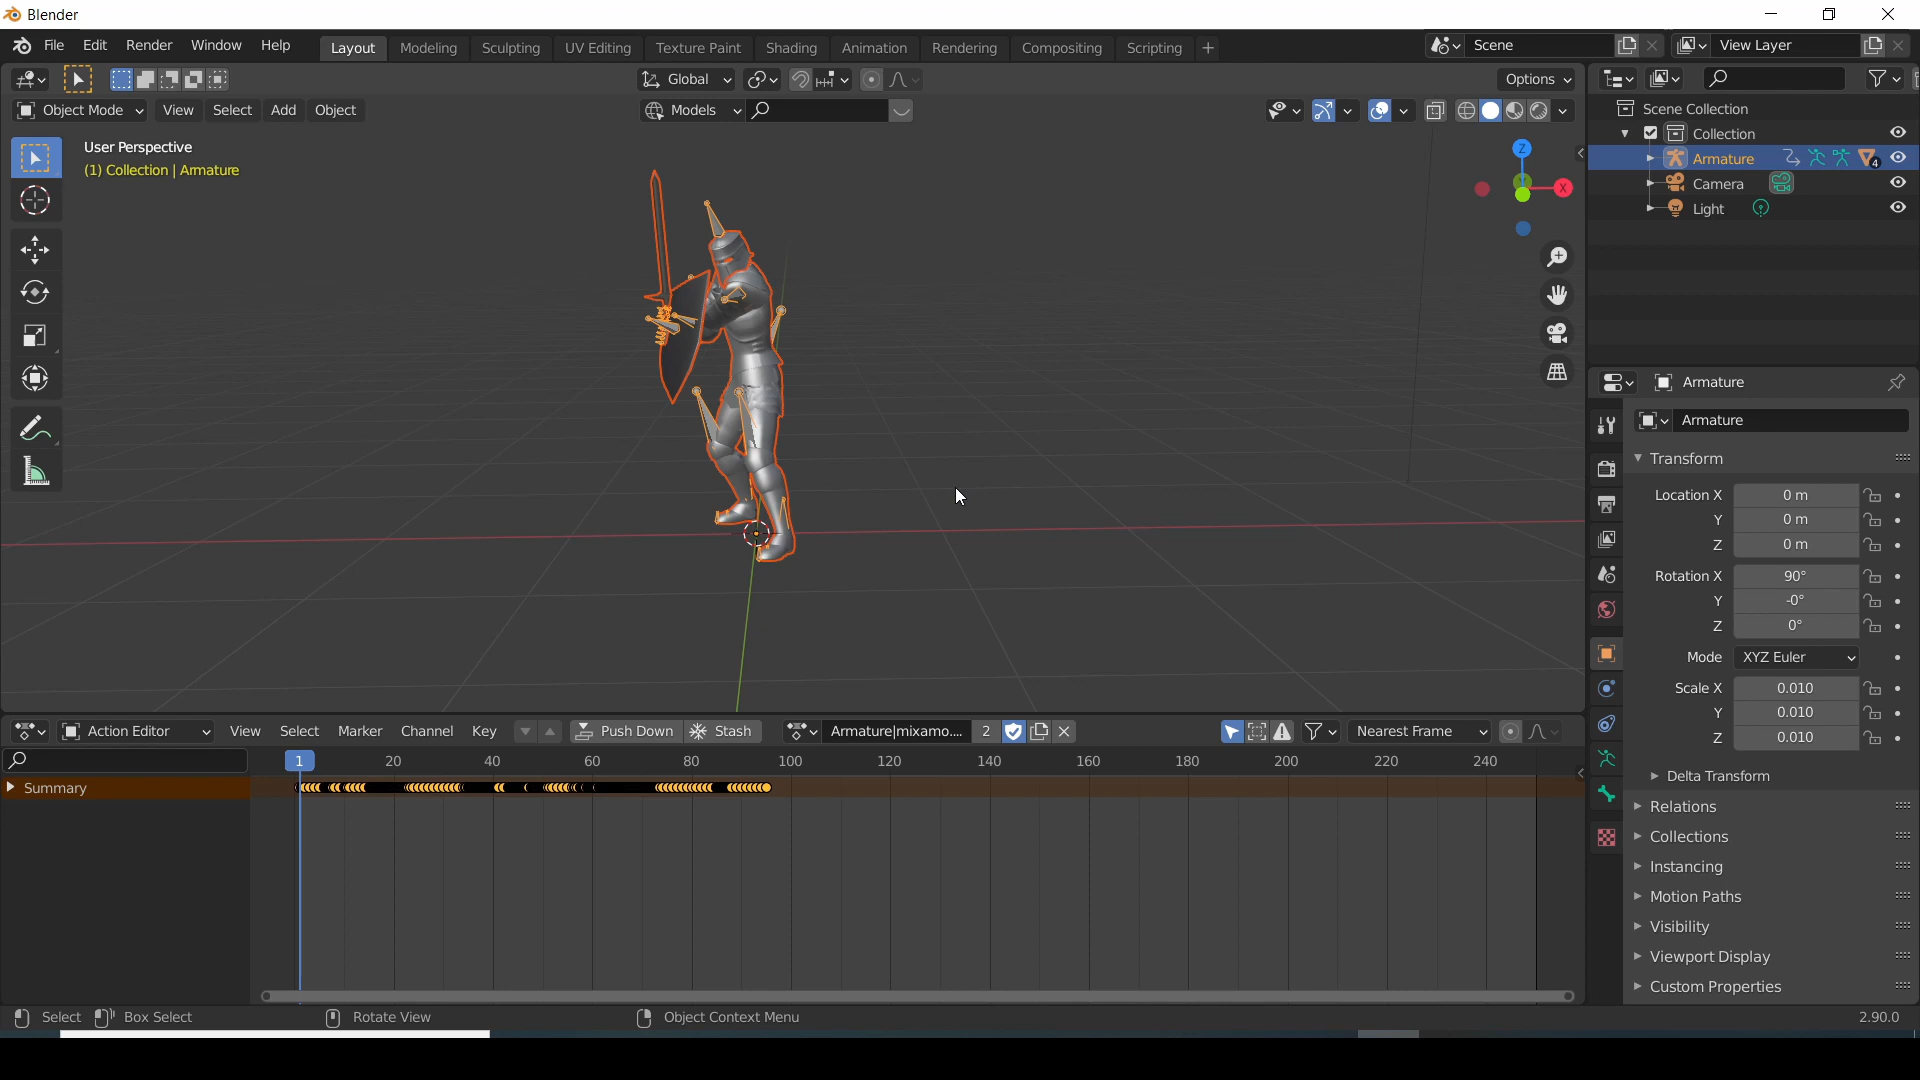 Blender
File Edit Render Window Help Layout Modeling Sculpting UV Editing Texture Paint Shading Animation Rendering Compositing Scripting + Scene View Layer
Global Options
Object Mode View Select Add Object Models
User Perspective
(1) Collection | Armature
Z
X
Scene Collection
Collection
Armature 4
Camera
Light
Armature
Armature
Transform
Location X 0 m
Y 0 m
Z 0 m
Rotation X 90°
Y -0°
Z 0°
Mode XYZ Euler
Scale X 0.010
Y 0.010
Z 0.010
Delta Transform
Relations
Collections
Instancing
Motion Paths
Visibility
Viewport Display
Custom Properties
Action Editor View Select Marker Channel Key Push Down Stash Armature|mixamo.... 2 Nearest Frame
1 20 40 60 80 100 120 140 160 180 200 220 240
Summary
Select Box Select Rotate View Object Context Menu 2.90.0